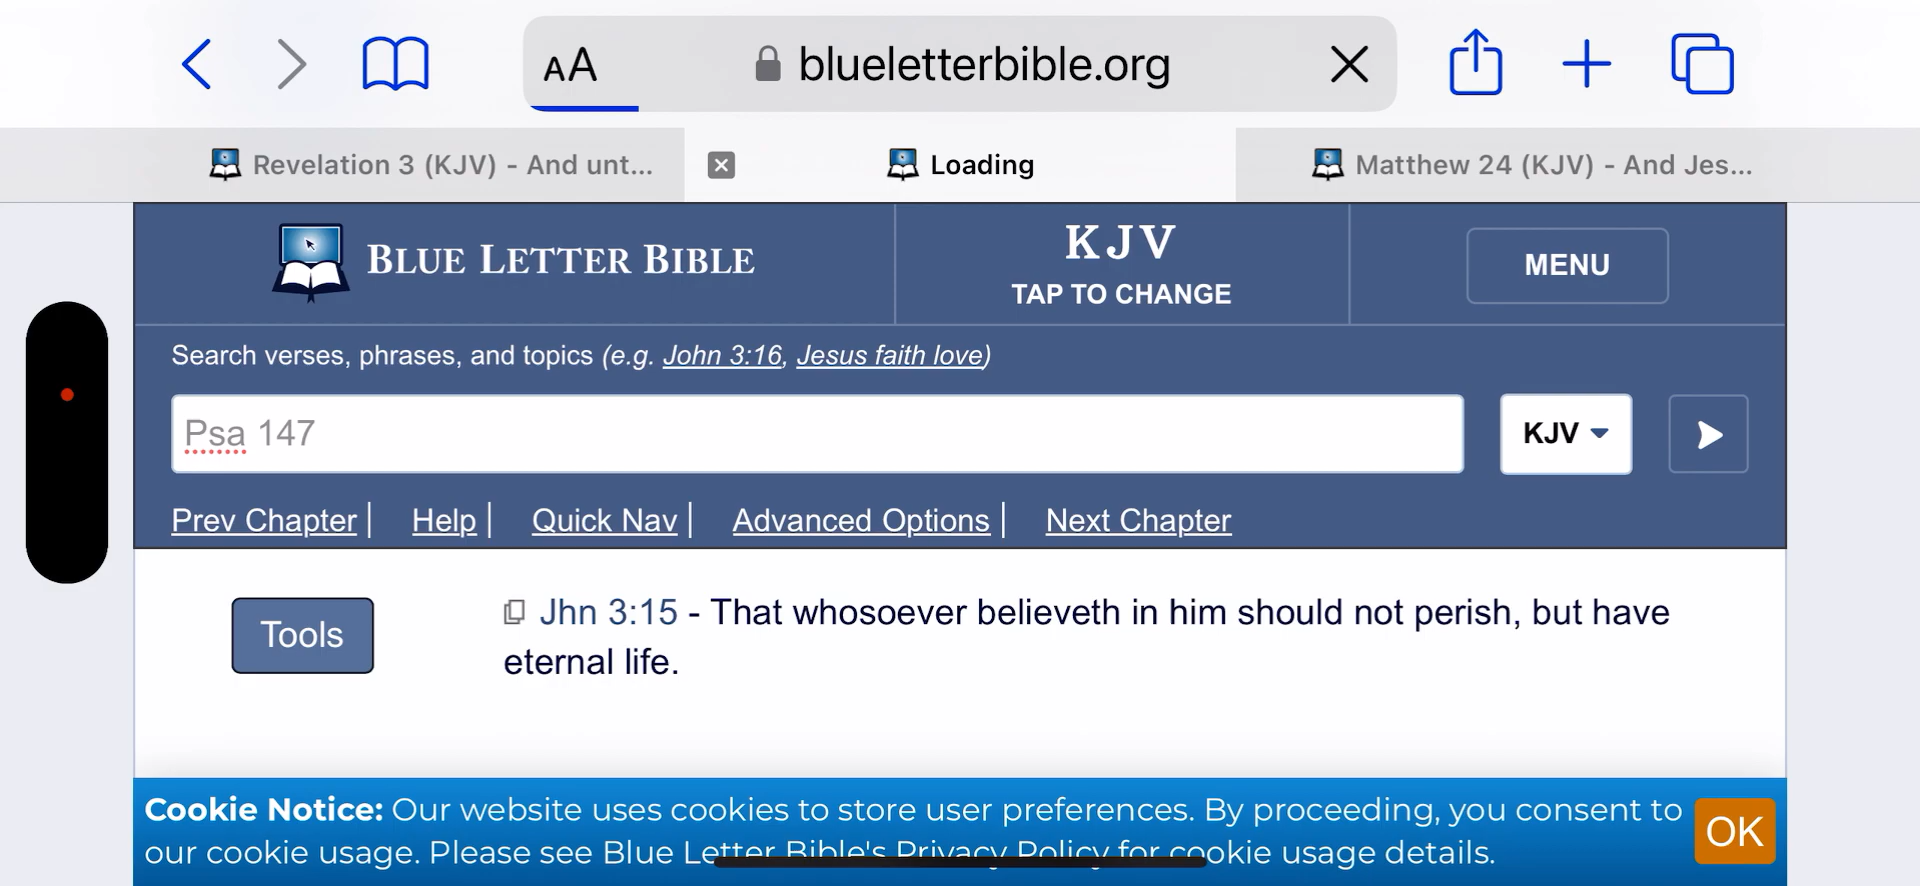 AA
blueletterbible.org
Revelation 3 (KJV) - And unt...
Loading
Matthew 24 (KJV) - And Jes...
BLUE LETTER BIBLE
KJV
TAP TO CHANGE
MENU
Search verses, phrases, and topics (e.g. John 3:16, Jesus faith love)
Psa 147
KJV
Prev Chapter| Help| Quick Nav| Advanced Options| Next Chapter
Tools
Jhn 3:15 - That whosoever believeth in him should not perish, but have
eternal life.
Cookie Notice: Our website uses cookies to store user preferences. By proceeding, you consent to
our cookie usage. Please see Blue Letter Bible's Privacy Policy for cookie usage details.
OK